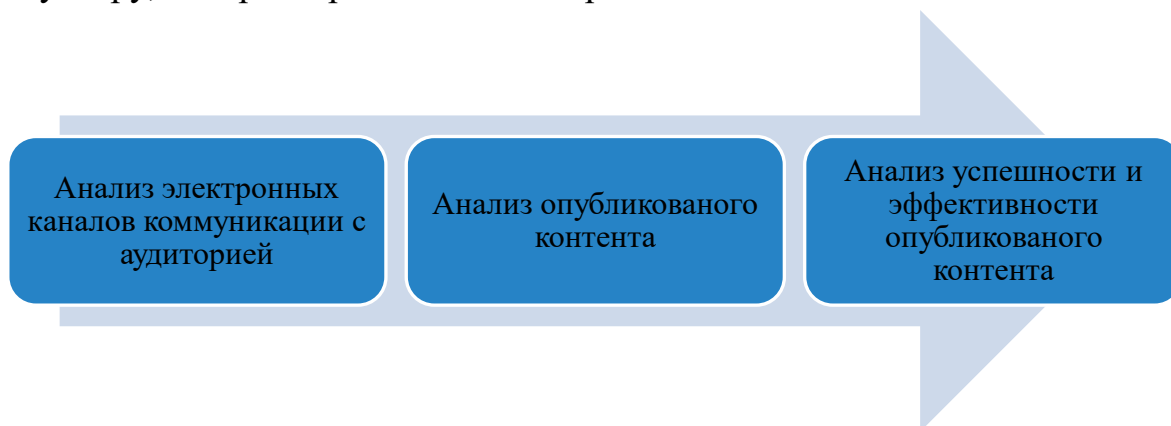 Анализ электронных
каналов коммуникации с
аудиторией
Анализ опубликованого
контента
Анализ успешности и
эффективности
опубликованого
контента